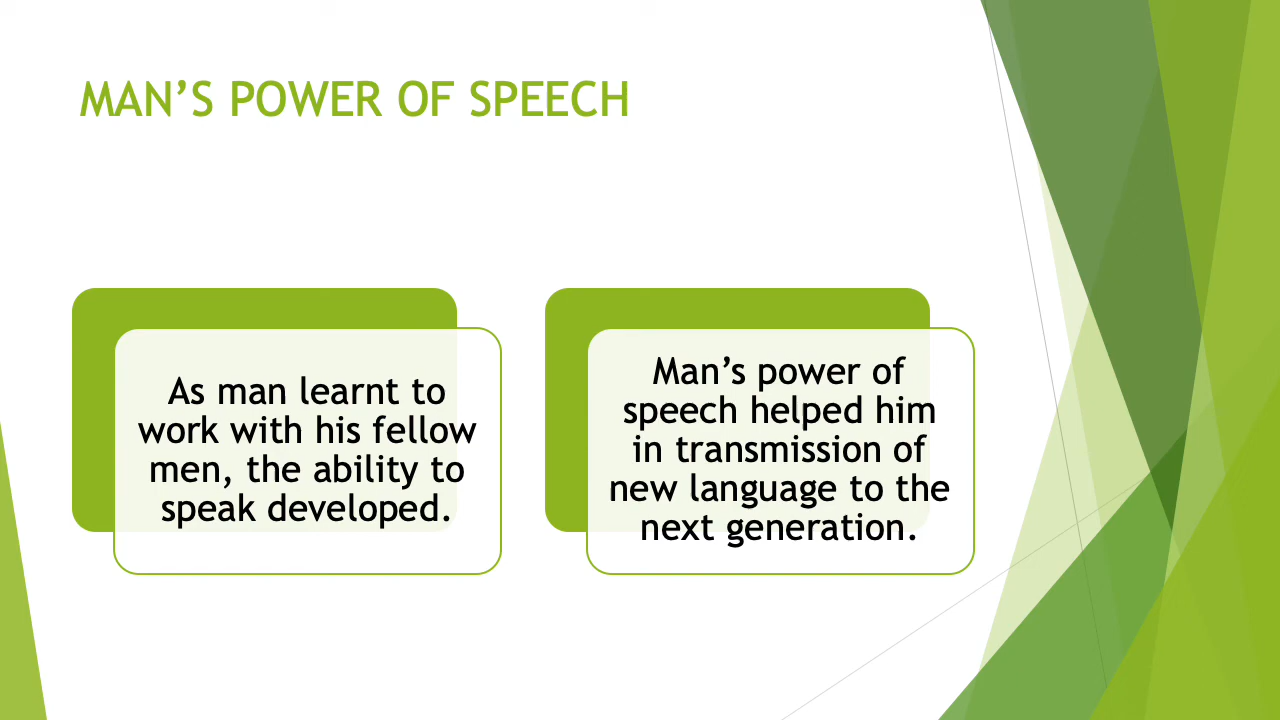 MAN’S POWER OF SPEECH
As man learnt to
work with his fellow
men, the ability to
speak developed.
Man’s power of
speech helped him
in transmission of
new language to the
next generation.